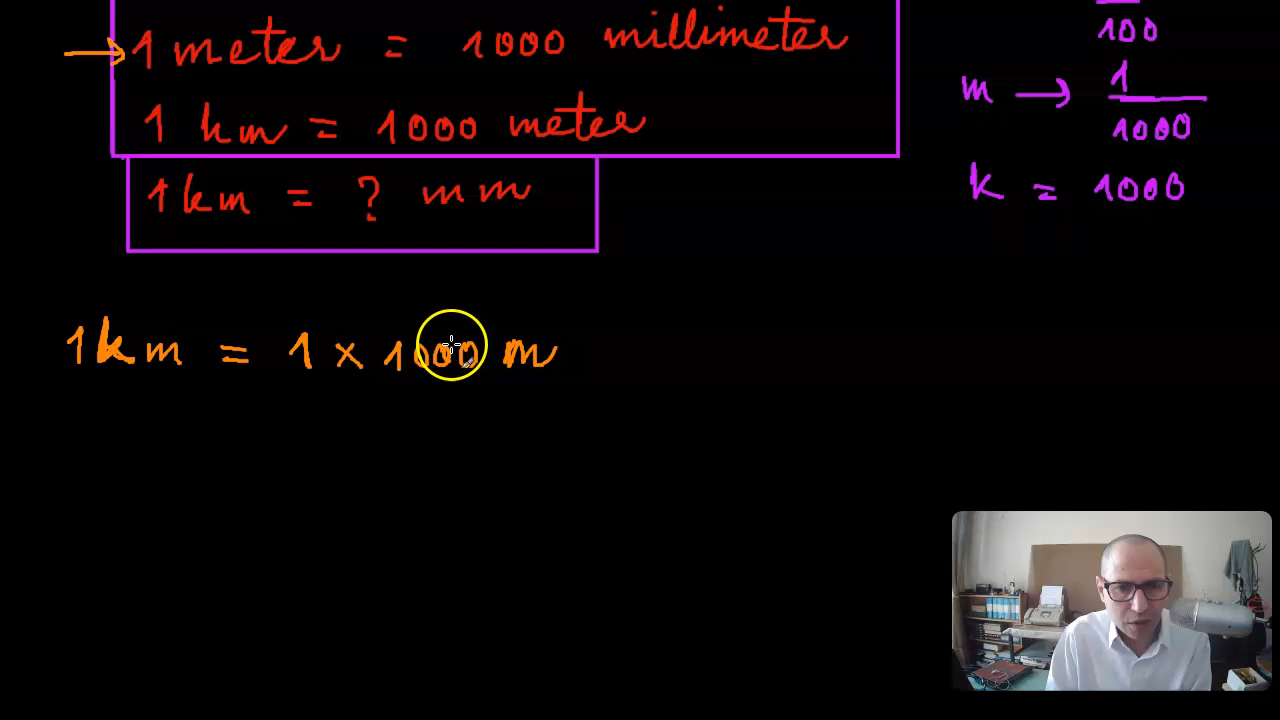 1 meter = 1000 millimeter
1 km = 1000 meter
1 km = ? mm
100
m → 1
1000
k = 1000
1 km = 1 × 1000 m